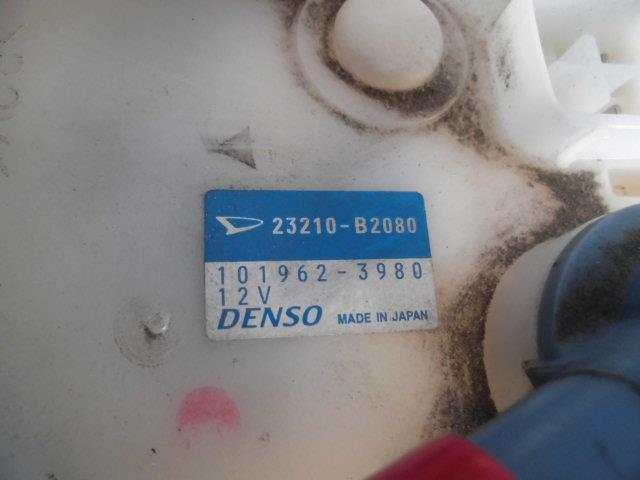 23210-B2080
101962-3980
12V
DENSO MADE IN JAPAN